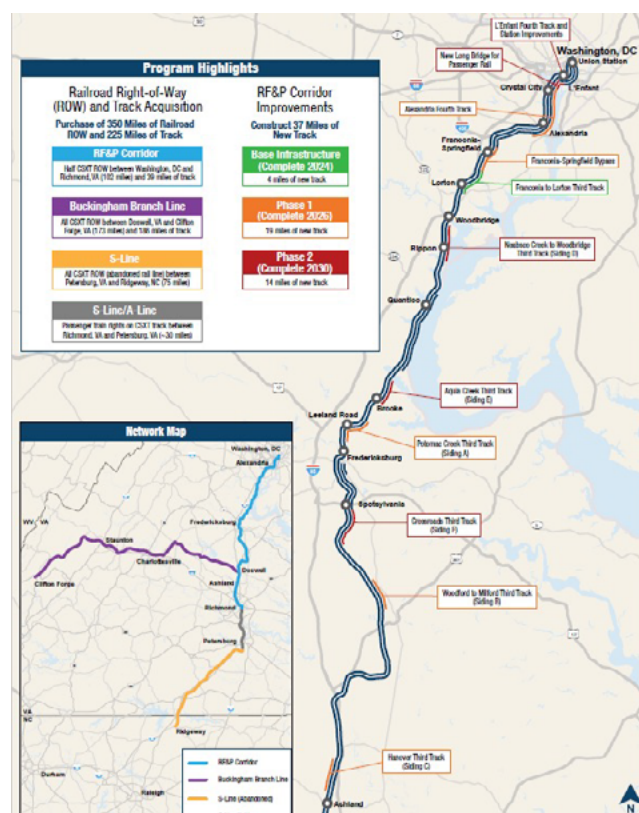 L'Enfant Fourth Track and
Station Improvements
New Long Bridge for
Passenger Rail
Washington, DC
Union Station
Crystal City
L'Enfant
Alexandria Fourth Track
Alexandria
Franconia-
Springfield
Franconia-Springfield Bypass
Lorton
Franconia to Lorton Third Track
Woodbridge
Rippon
Neabsco Creek to Woodbridge
Third Track (Siding D)
Quantico
Aquia Creek Third Track
(Siding E)
Brooke
Leeland Road
Potomac Creek Third Track
(Siding A)
Fredericksburg
Spotsylvania
Crossroads Third Track
(Siding F)
Woodford to Milford Third Track
(Siding B)
Hanover Third Track
(Siding C)
Ashland
N
Program Highlights
Railroad Right-of-Way
(ROW) and Track Acquisition
Purchase of 350 Miles of Railroad
ROW and 225 Miles of Track
RF&P Corridor
Half CSXT ROW between Washington, DC and
Richmond, VA (102 miles) and 39 miles of track
Buckingham Branch Line
All CSXT ROW between Doswell, VA and Clifton
Forge, VA (173 miles) and 186 miles of track
S-Line
All CSXT ROW (abandoned rail line) between
Petersburg, VA and Ridgeway, NC (75 miles)
S-Line/A-Line
Passenger train rights on CSXT track between
Richmond, VA and Petersburg, VA (~30 miles)
RF&P Corridor
Improvements
Construct 37 Miles of
New Track
Base Infrastructure
(Complete 2024)
4 miles of new track
Phase 1
(Complete 2026)
19 miles of new track
Phase 2
(Complete 2030)
14 miles of new track
Network Map
Washington, DC
Alexandria
Fredericksburg
WV
VA
Staunton
Charlottesville
Doswell
Clifton Forge
Ashland
Richmond
Petersburg
VA
NC
Ridgeway
Durham
Raleigh
RF&P Corridor
Buckingham Branch Line
S-Line (Abandoned)